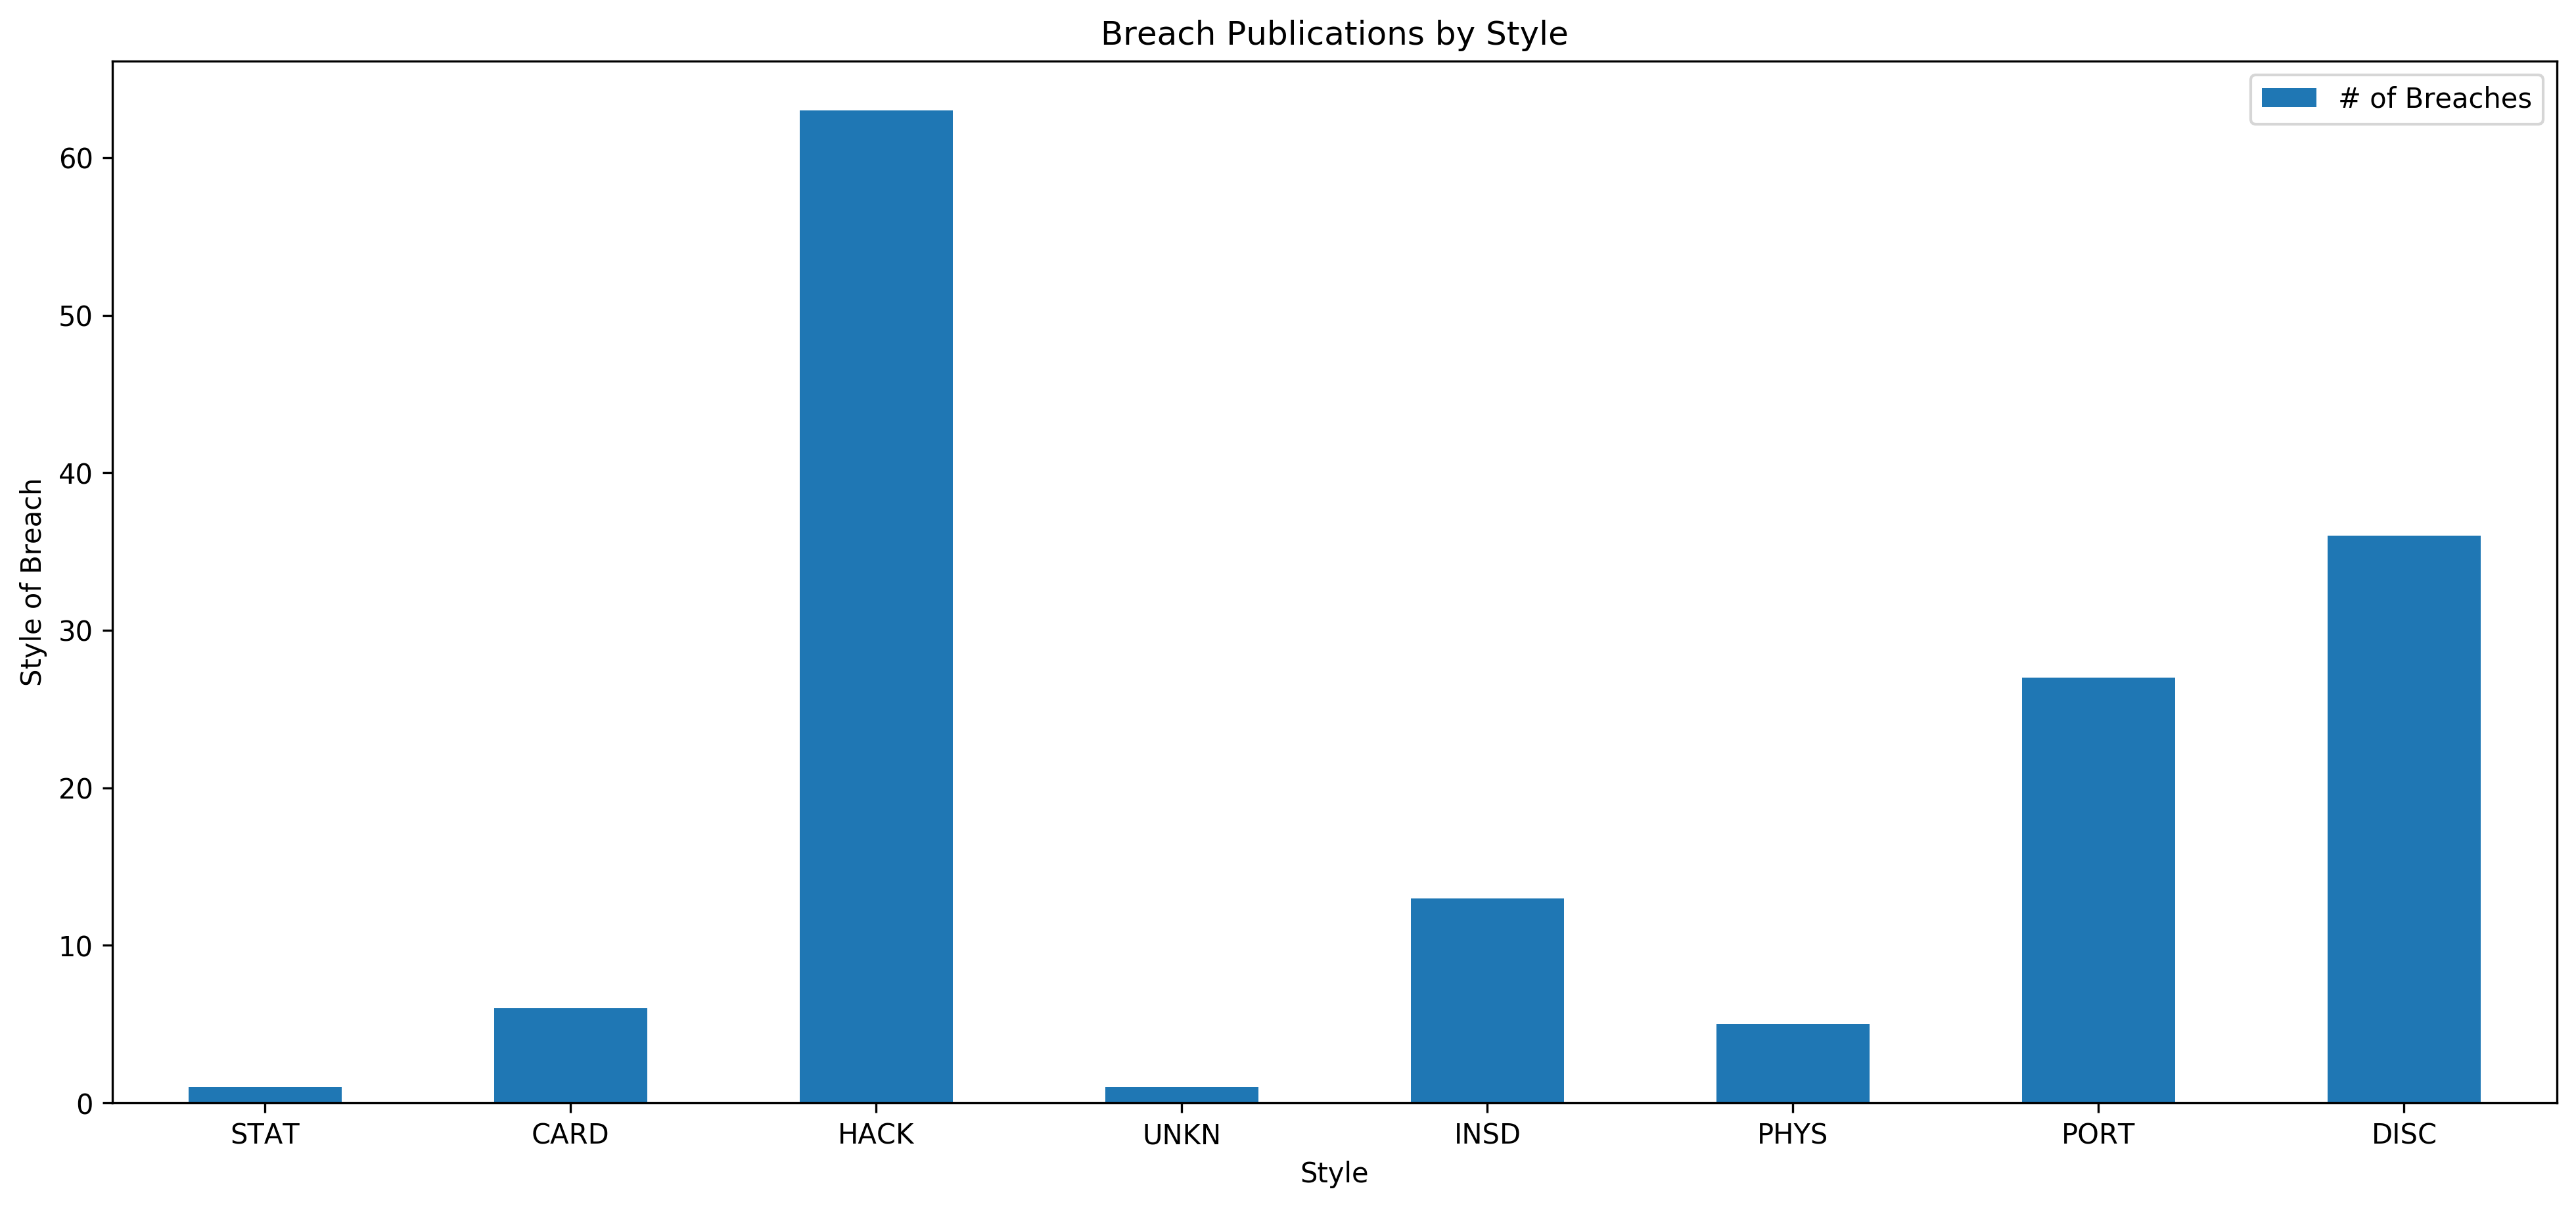 Breach Publications by Style
# of Breaches
60
50
40
30
20
10
0
Style of Breach
STAT CARD HACK UNKN INSD PHYS PORT DISC
Style